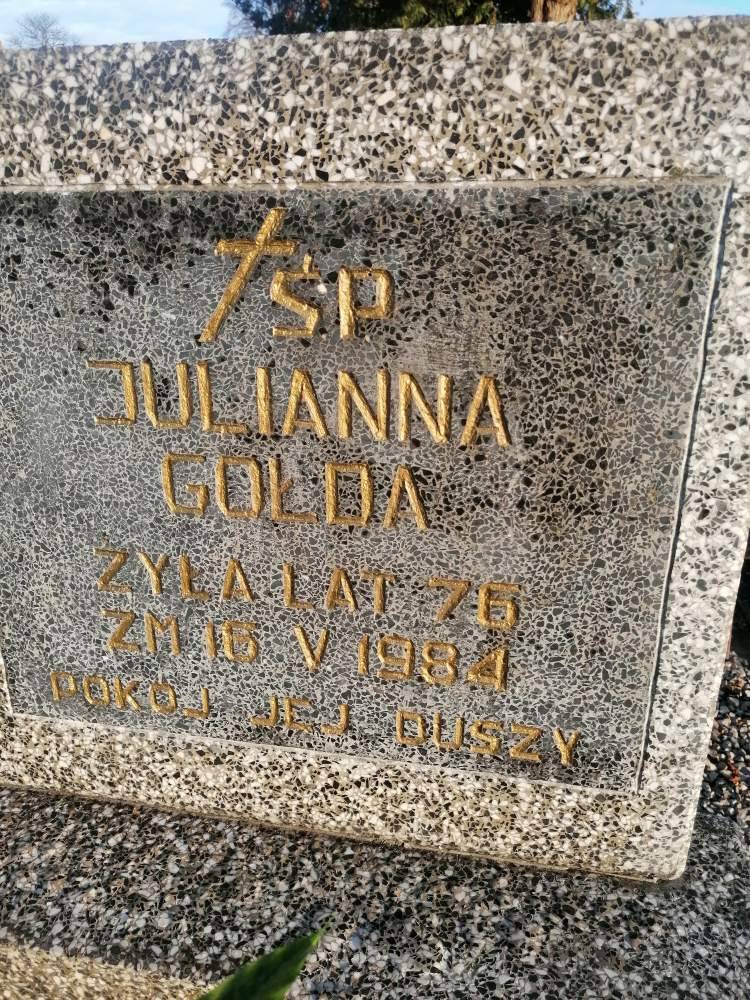 ŚP
JULIANNA
GOŁDA
ŻYŁA LAT 76
ZM 16 V 1984
POKÓJ JEJ DUSZY